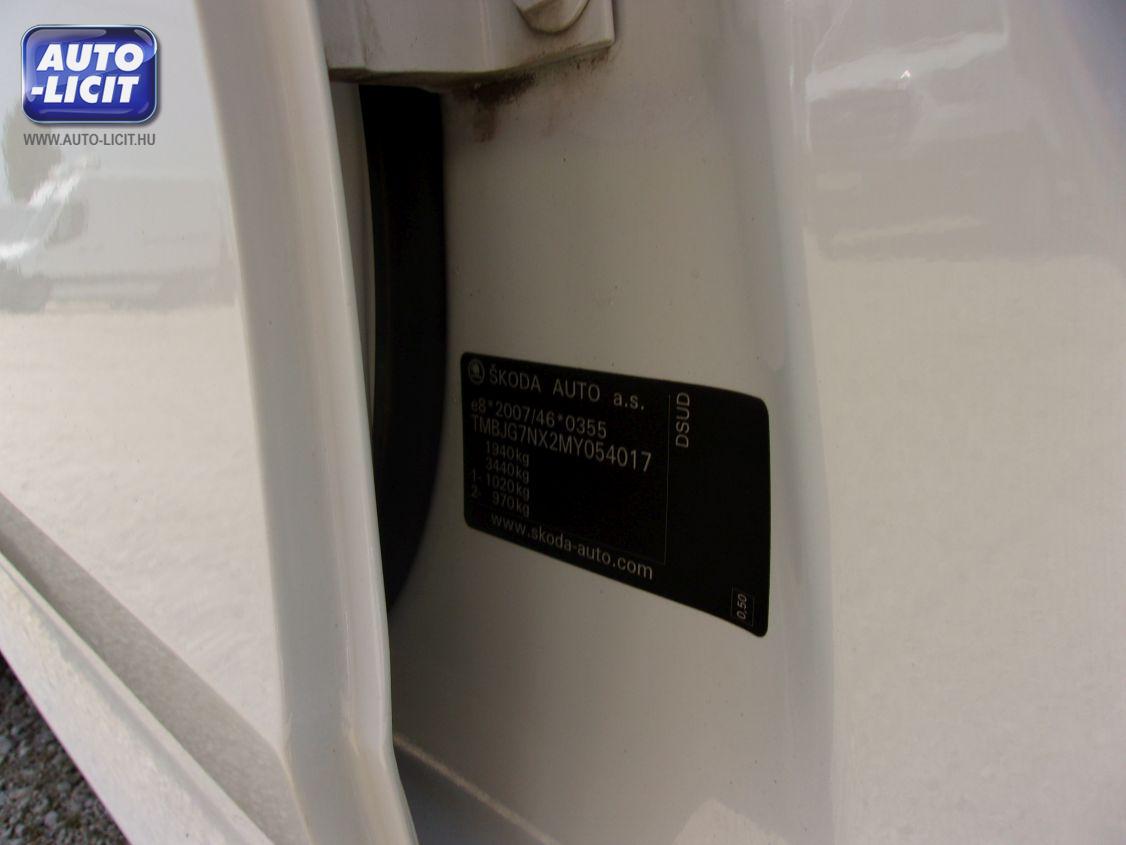 AUTO
-LICIT
WWW.AUTO-LICIT.HU
ŠKODA AUTO a.s.
e8*2007/46*0355
TMBJG7NX2MY054017
1940kg
3440kg
1- 1020kg
2- 970kg
www.skoda-auto.com
DSUD
0,50